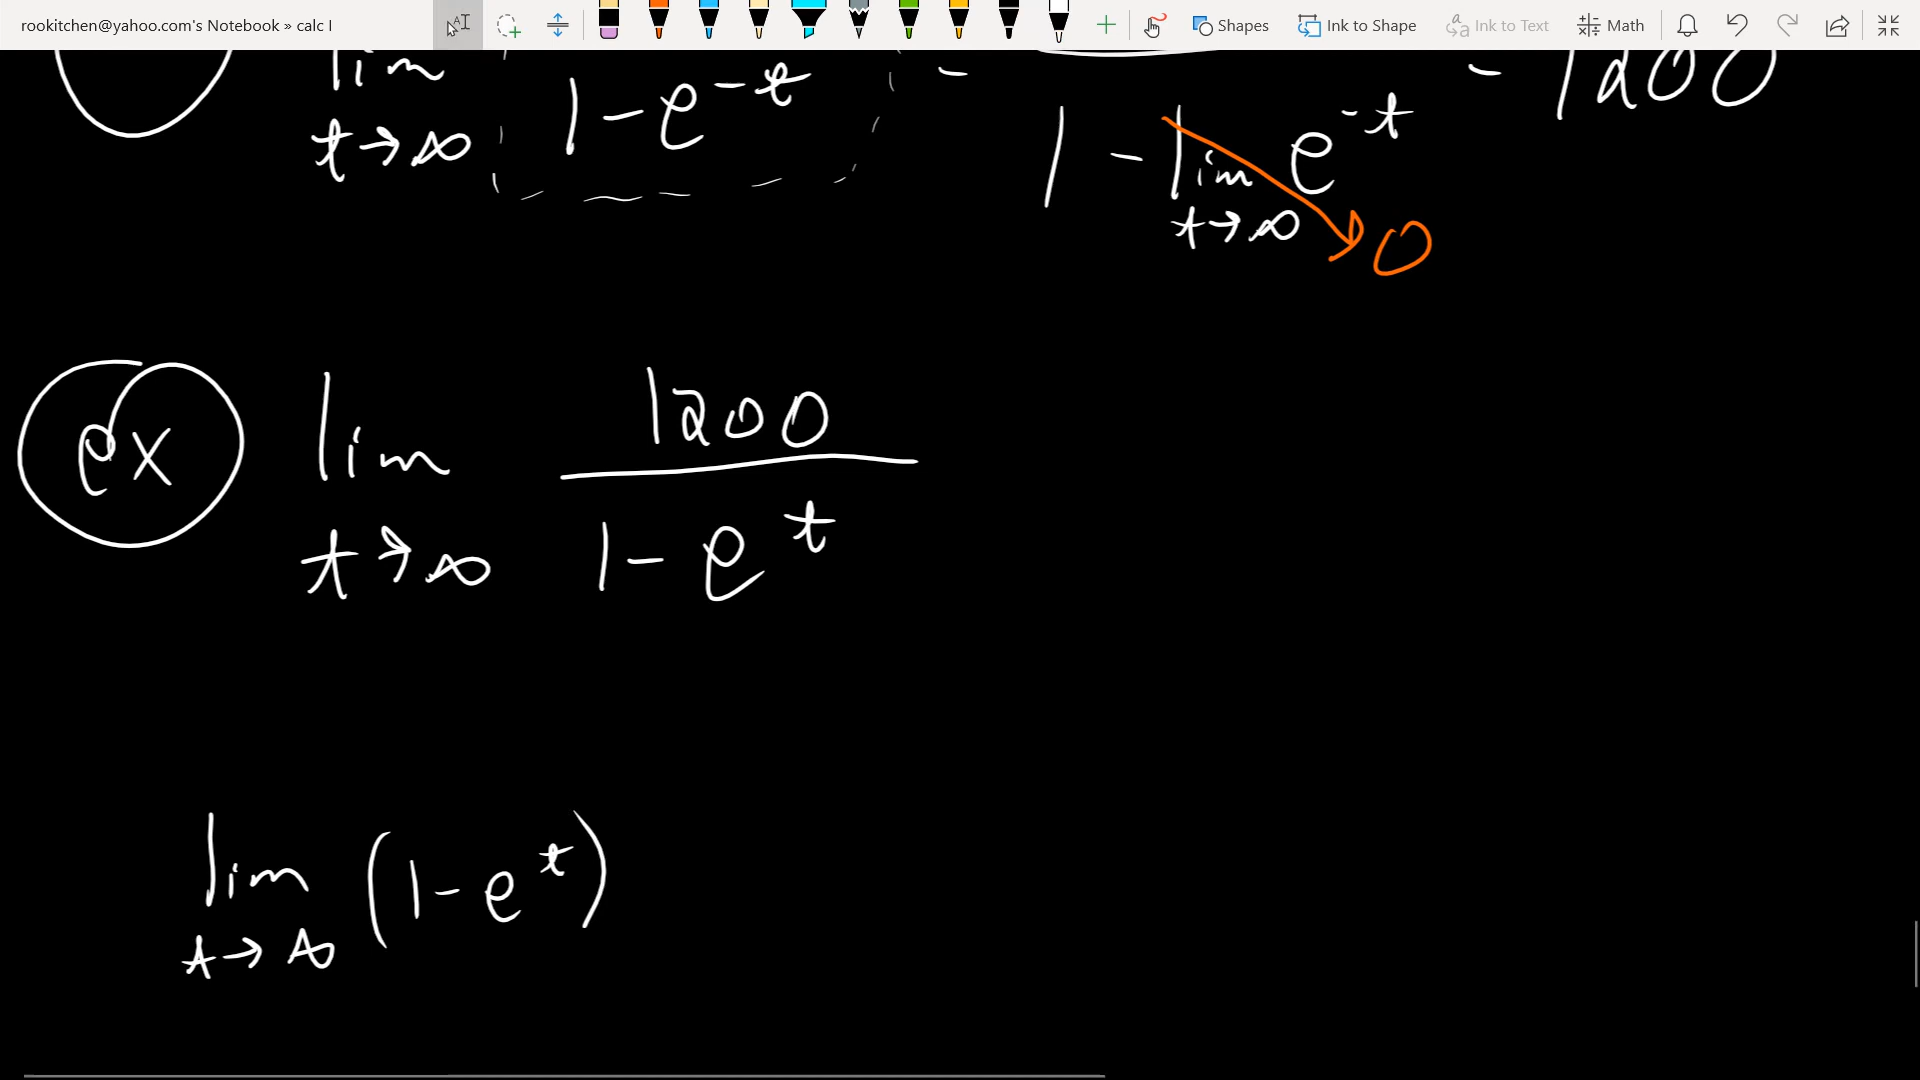 rookitchen@yahoo.com's Notebook » calc I Shapes Ink to Shape Ink to Text Math
lim t→∞ 1-e^-t = 1 - lim t→∞ e^-t = 1200
0
ex lim t→∞ 1200 / 1-e^t
lim t→∞ (1-e^t)